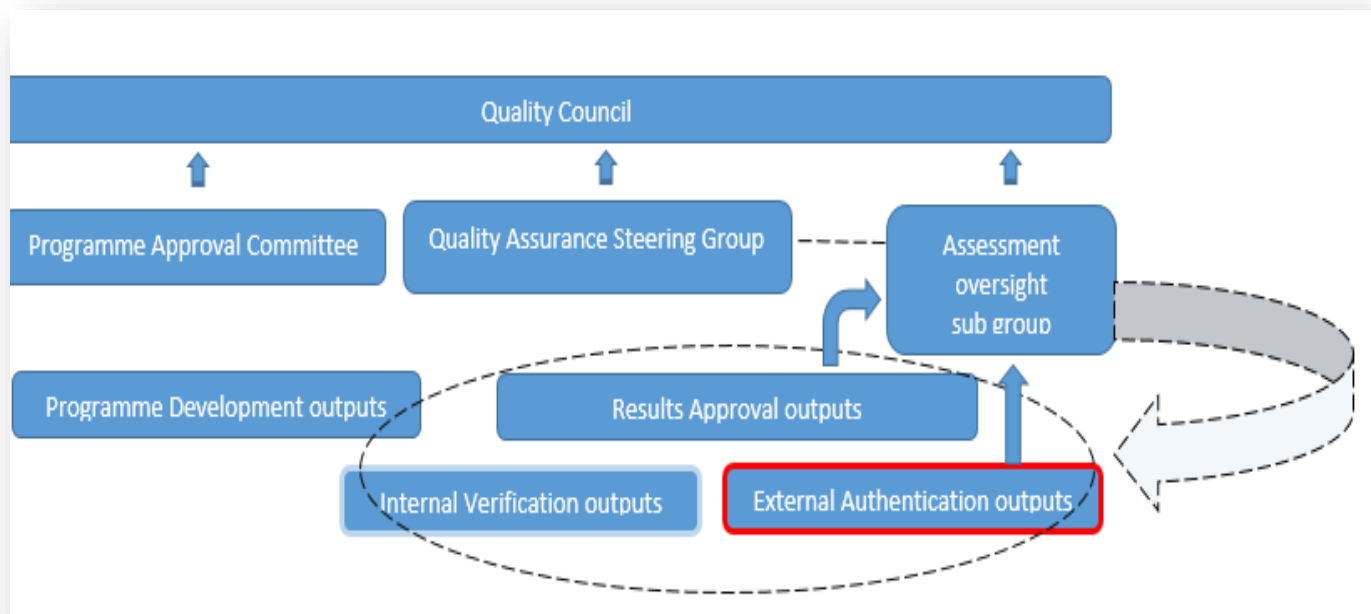 Quality Council
Programme Approval Committee
Quality Assurance Steering Group
Assessment
oversight
sub group
Programme Development outputs
Results Approval outputs
Internal Verification outputs
External Authentication outputs